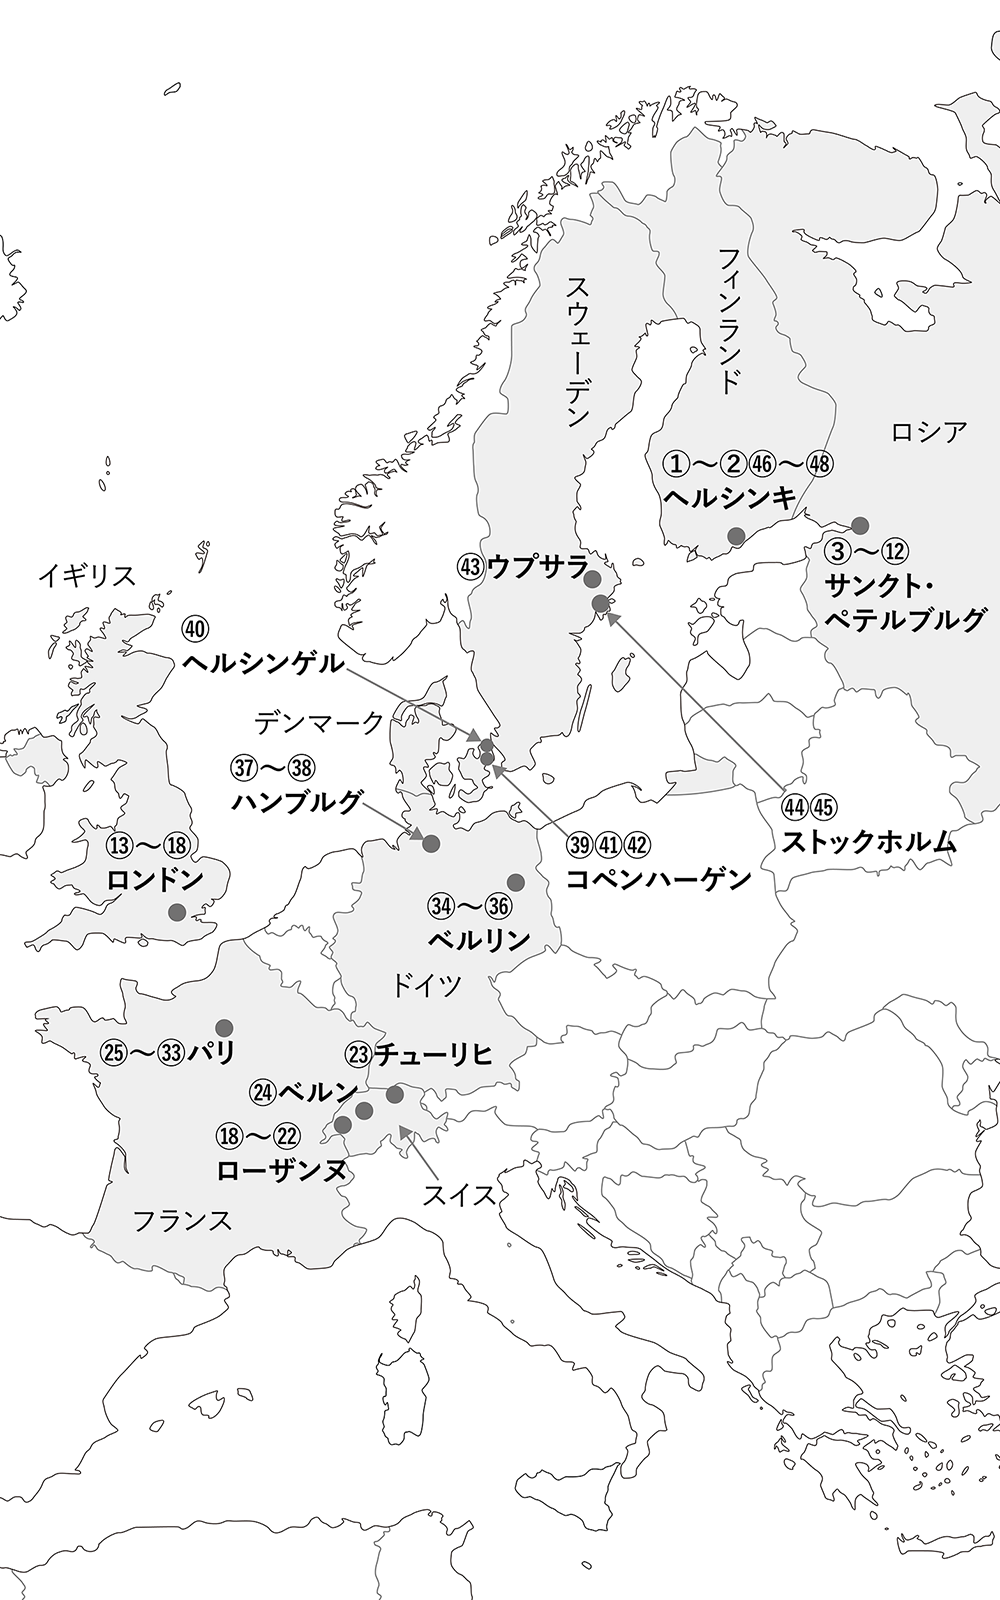 スウェーデン
フィンランド
ロシア
①～②㊻～㊽
ヘルシンキ
③～⑫
サンクト・
ペテルブルグ
㊸ウプサラ
イギリス
㊵
ヘルシンゲル
デンマーク
㊲～㊳
ハンブルグ
㊹㊺
ストックホルム
⑬～⑱
ロンドン
㊴㊶㊷
コペンハーゲン
㉞～㊱
ベルリン
ドイツ
㉕～㉝パリ
㉓チューリヒ
㉔ベルン
⑱～㉒
ローザンヌ
スイス
フランス